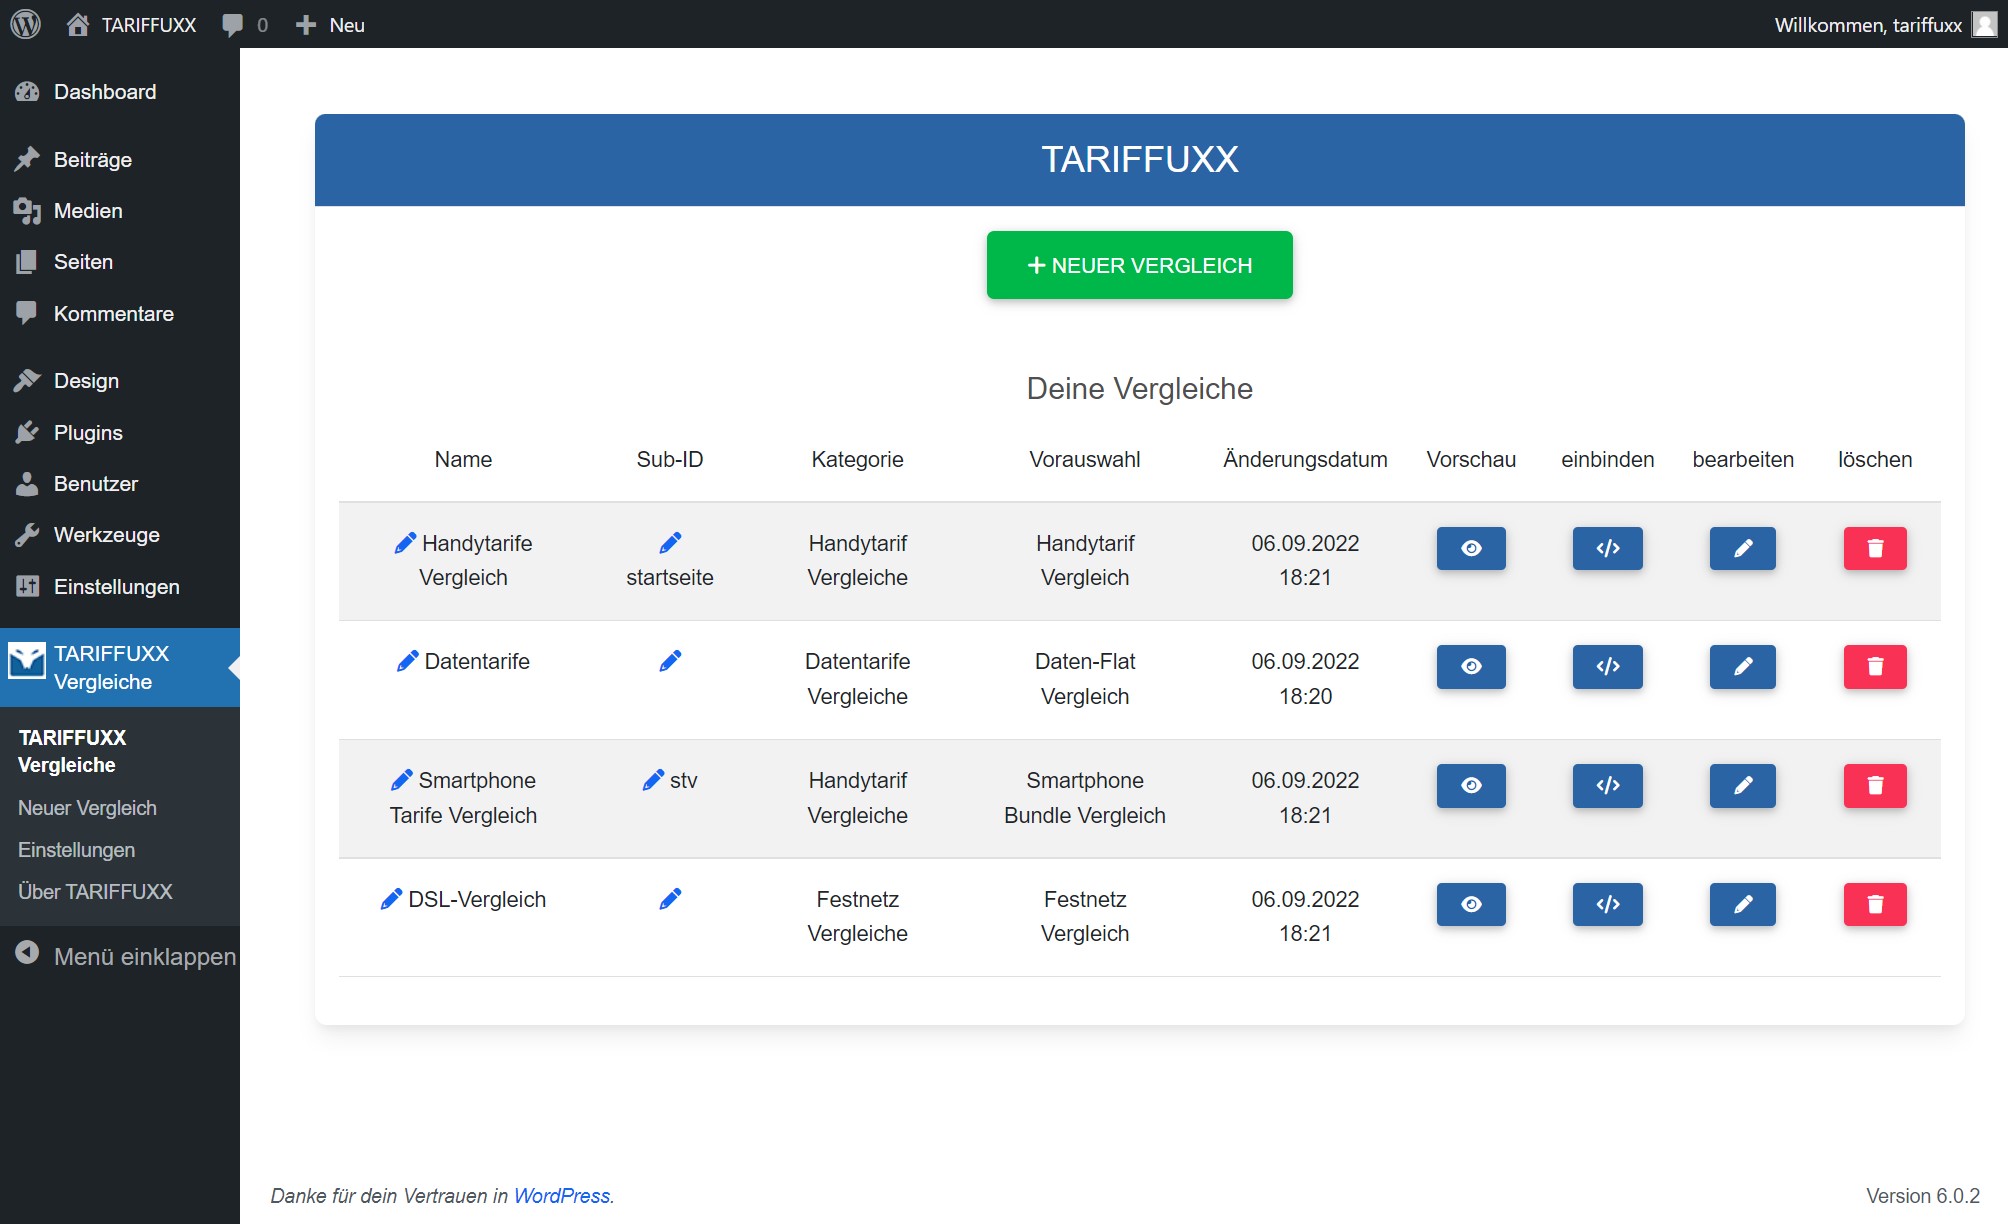 TARIFFUXX 0 Neu Willkommen, tariffuxx
Dashboard
Beiträge
Medien
Seiten
Kommentare
Design
Plugins
Benutzer
Werkzeuge
Einstellungen
TARIFFUXX
Vergleiche
TARIFFUXX
Vergleiche
Neuer Vergleich
Einstellungen
Über TARIFFUXX
Menü einklappen
TARIFFUXX
NEUER VERGLEICH
Deine Vergleiche
Name Sub-ID Kategorie Vorauswahl Änderungsdatum Vorschau einbinden bearbeiten löschen
Handytarife Handytarif Handytarif 06.09.2022
Vergleich startseite Vergleiche Vergleich 18:21
Datentarife Datentarife Daten-Flat 06.09.2022
Vergleiche Vergleich 18:20
Smartphone stv Handytarif Smartphone 06.09.2022
Tarife Vergleich Vergleiche Bundle Vergleich 18:21
DSL-Vergleich Festnetz Festnetz 06.09.2022
Vergleiche Vergleich 18:21
Danke für dein Vertrauen in WordPress. Version 6.0.2